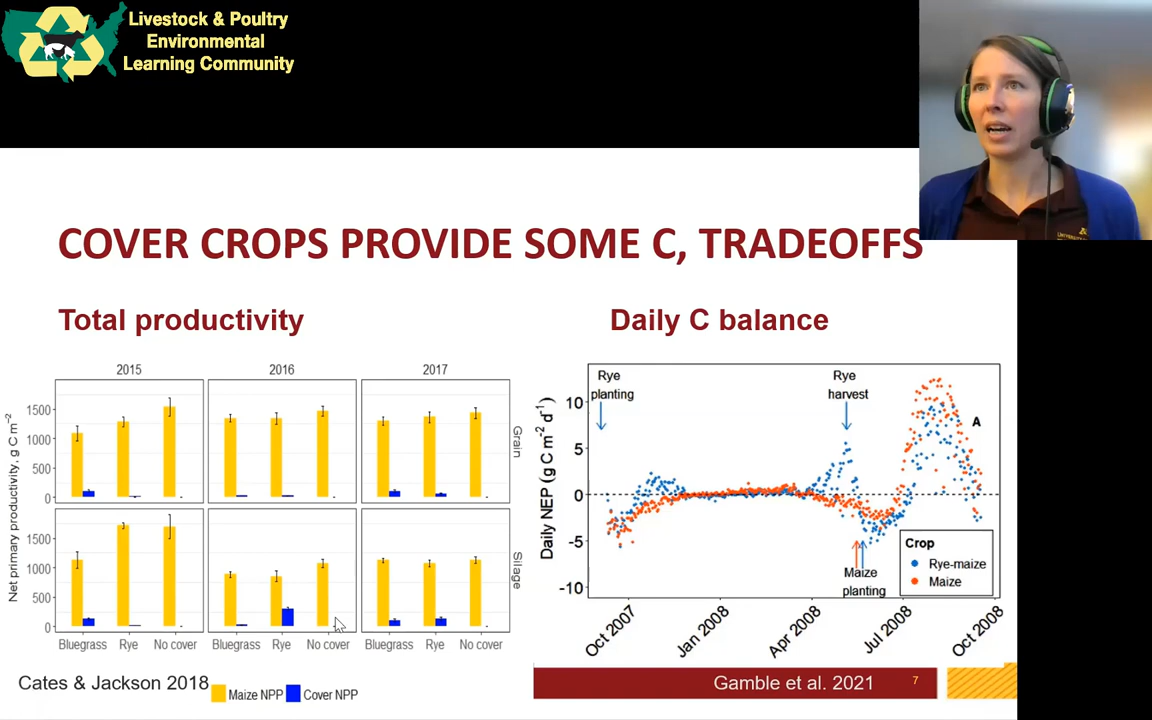 Livestock & Poultry
Environmental
Learning Community
COVER CROPS PROVIDE SOME C, TRADEOFFS
Total productivity
Daily C balance
2015
2016
2017
Net primary productivity, g C m⁻²
1500
1000
500
0
Grain
1500
1000
500
0
Silage
Bluegrass
Rye
No cover
Bluegrass
Rye
No cover
Bluegrass
Rye
No cover
Maize NPP
Cover NPP
Cates & Jackson 2018
Daily NEP (g C m⁻² d⁻¹)
10
5
0
-5
-10
Rye
planting
Rye
harvest
A
Maize
planting
Crop
Rye-maize
Maize
Oct 2007
Jan 2008
Apr 2008
Jul 2008
Oct 2008
Gamble et al. 2021
7